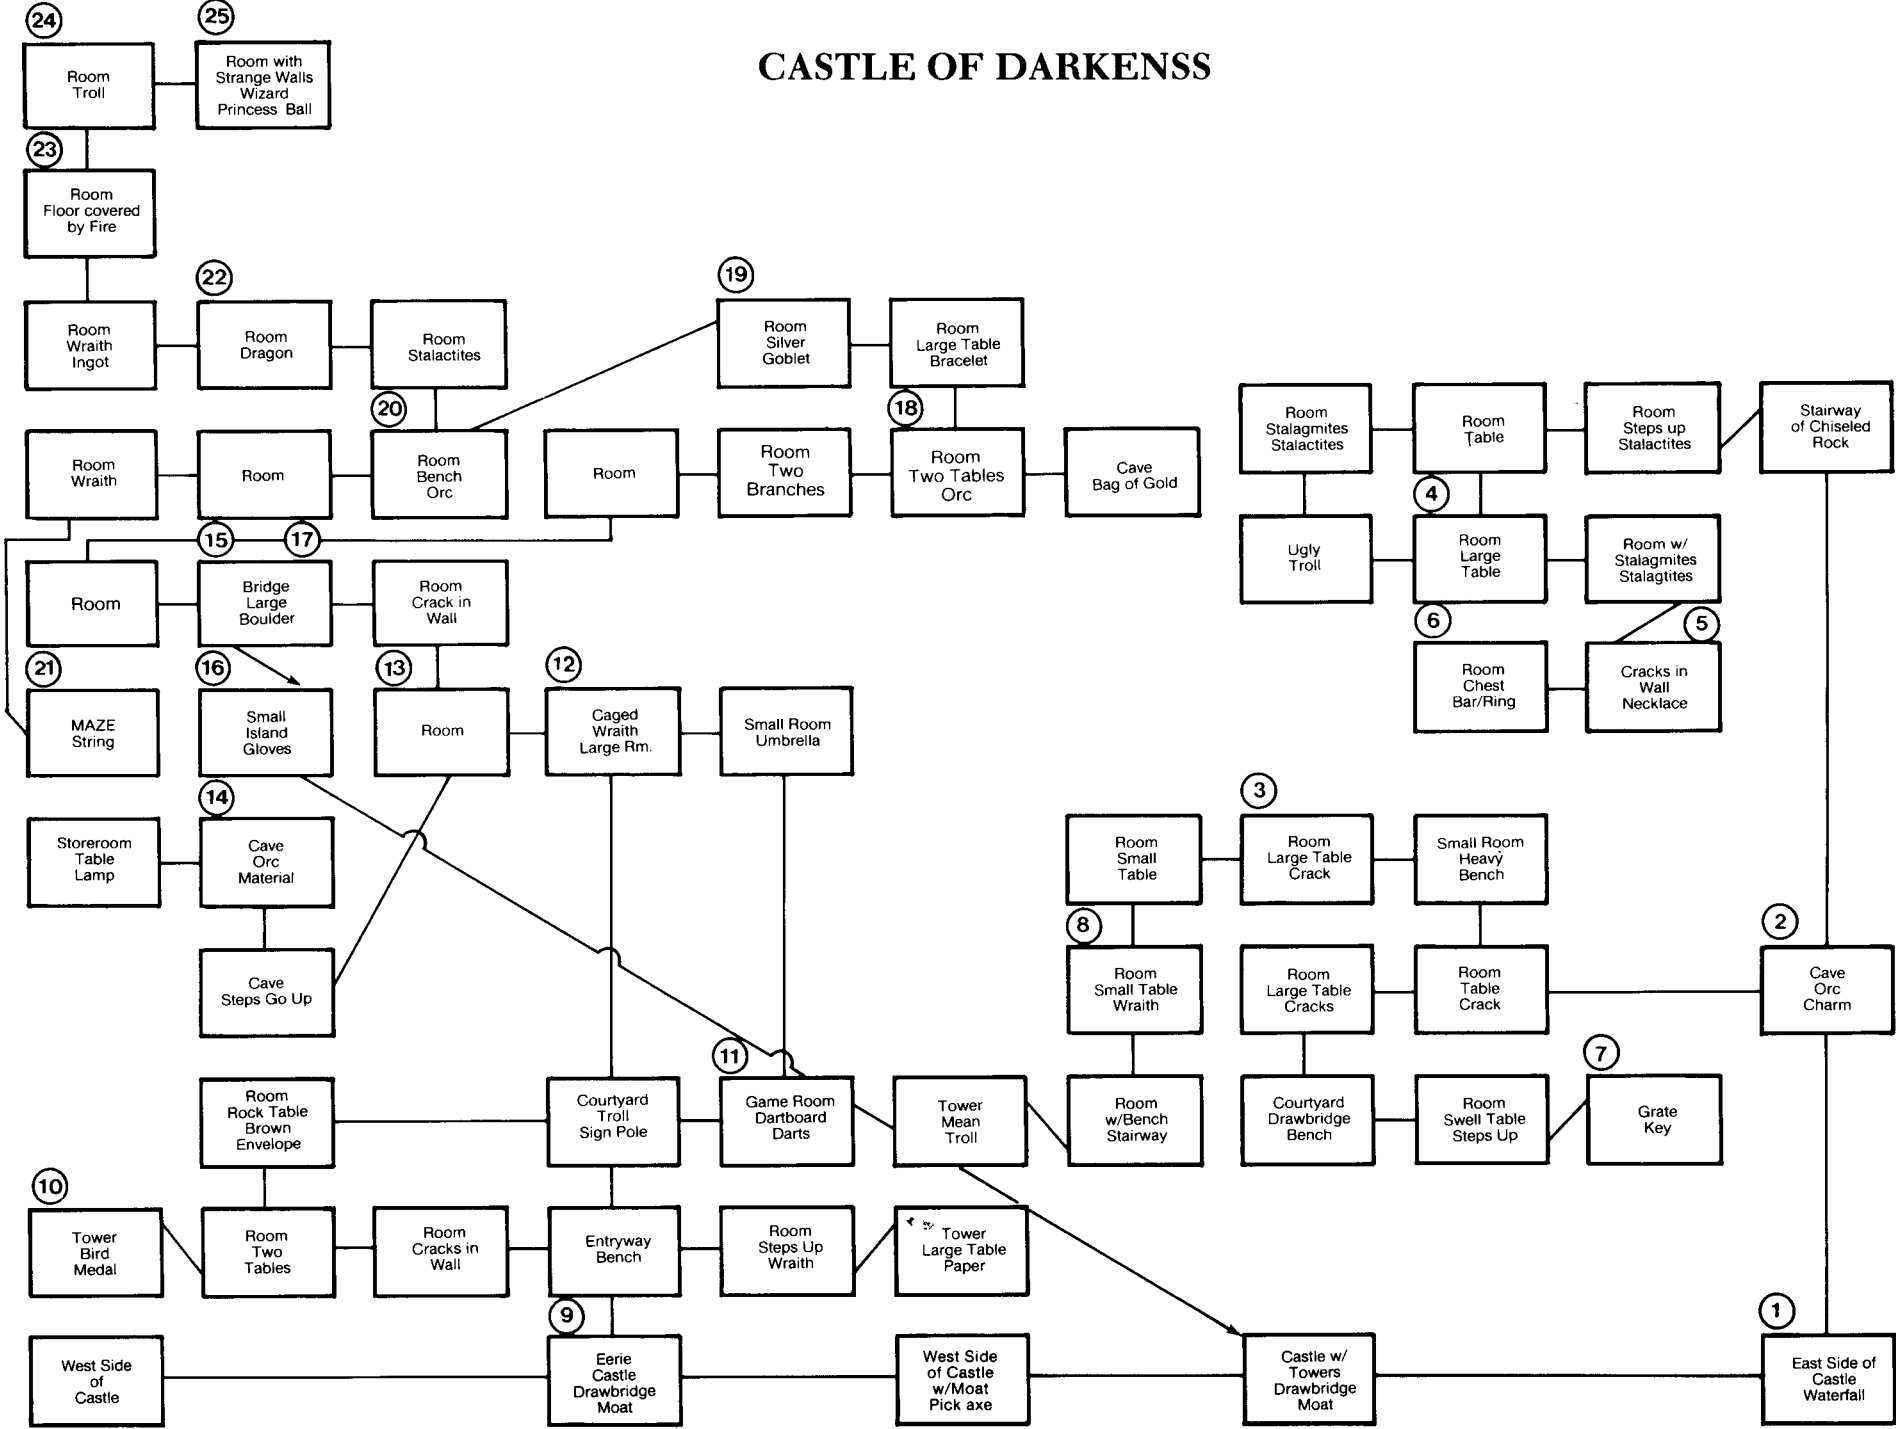 CASTLE OF DARKENSS
24
Room
Troll
25
Room with
Strange Walls
Wizard
Princess Ball
23
Room
Floor covered
by Fire
Room
Wraith
Ingot
22
Room
Dragon
Room
Stalactites
19
Room
Silver
Goblet
Room
Large Table
Bracelet
Room
Wraith
Room
20
Room
Bench
Orc
Room
Room
Two
Branches
18
Room
Two Tables
Orc
Cave
Bag of Gold
Room
Stalagmites
Stalactites
Room
Table
Room
Steps up
Stalactites
Stairway
of Chiseled
Rock
Ugly
Troll
4
Room
Large
Table
Room w/
Stalagmites
Stalagtites
6
Room
Chest
Bar/Ring
5
Cracks in
Wall
Necklace
15
17
Room
Bridge
Large
Boulder
Room
Crack in
Wall
21
MAZE
String
16
Small
Island
Gloves
13
Room
12
Caged
Wraith
Large Rm.
Small Room
Umbrella
Storeroom
Table
Lamp
14
Cave
Orc
Material
Cave
Steps Go Up
Room
Small
Table
3
Room
Large Table
Crack
Small Room
Heavy
Bench
8
Room
Small Table
Wraith
Room
Large Table
Cracks
Room
Table
Crack
2
Cave
Orc
Charm
Room
Rock Table
Brown
Envelope
Courtyard
Troll
Sign Pole
11
Game Room
Dartboard
Darts
Tower
Mean
Troll
Room
w/Bench
Stairway
Courtyard
Drawbridge
Bench
Room
Swell Table
Steps Up
7
Grate
Key
10
Tower
Bird
Medal
Room
Two
Tables
Room
Cracks in
Wall
Entryway
Bench
Room
Steps Up
Wraith
Tower
Large Table
Paper
West Side
of
Castle
9
Eerie
Castle
Drawbridge
Moat
West Side
of Castle
w/Moat
Pick axe
Castle w/
Towers
Drawbridge
Moat
1
East Side of
Castle
Waterfall